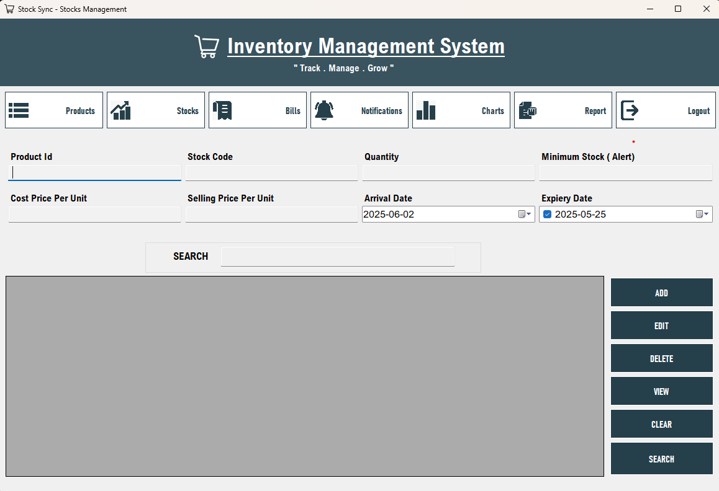 Stock Sync - Stocks Management
Inventory Management System
" Track . Manage . Grow "
Products Stocks Bills Notifications Charts Report Logout
Product Id Stock Code Quantity Minimum Stock ( Alert)
Cost Price Per Unit Selling Price Per Unit Arrival Date Expiery Date
2025-06-02 2025-05-25
SEARCH
ADD
EDIT
DELETE
VIEW
CLEAR
SEARCH